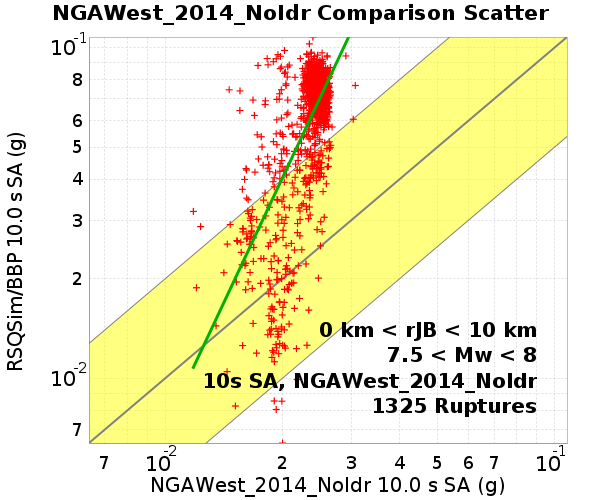 NGAWest_2014_NoIdr Comparison Scatter
RSQSim/BBP 10.0 s SA (g)
10-1
8
6
5
4
3
2
10-2
7
0 km < rJB < 10 km
7.5 < Mw < 8
10s SA, NGAWest_2014_NoIdr
1325 Ruptures
7 10-2 2 3 4 5 6 7 10-1
NGAWest_2014_NoIdr 10.0 s SA (g)